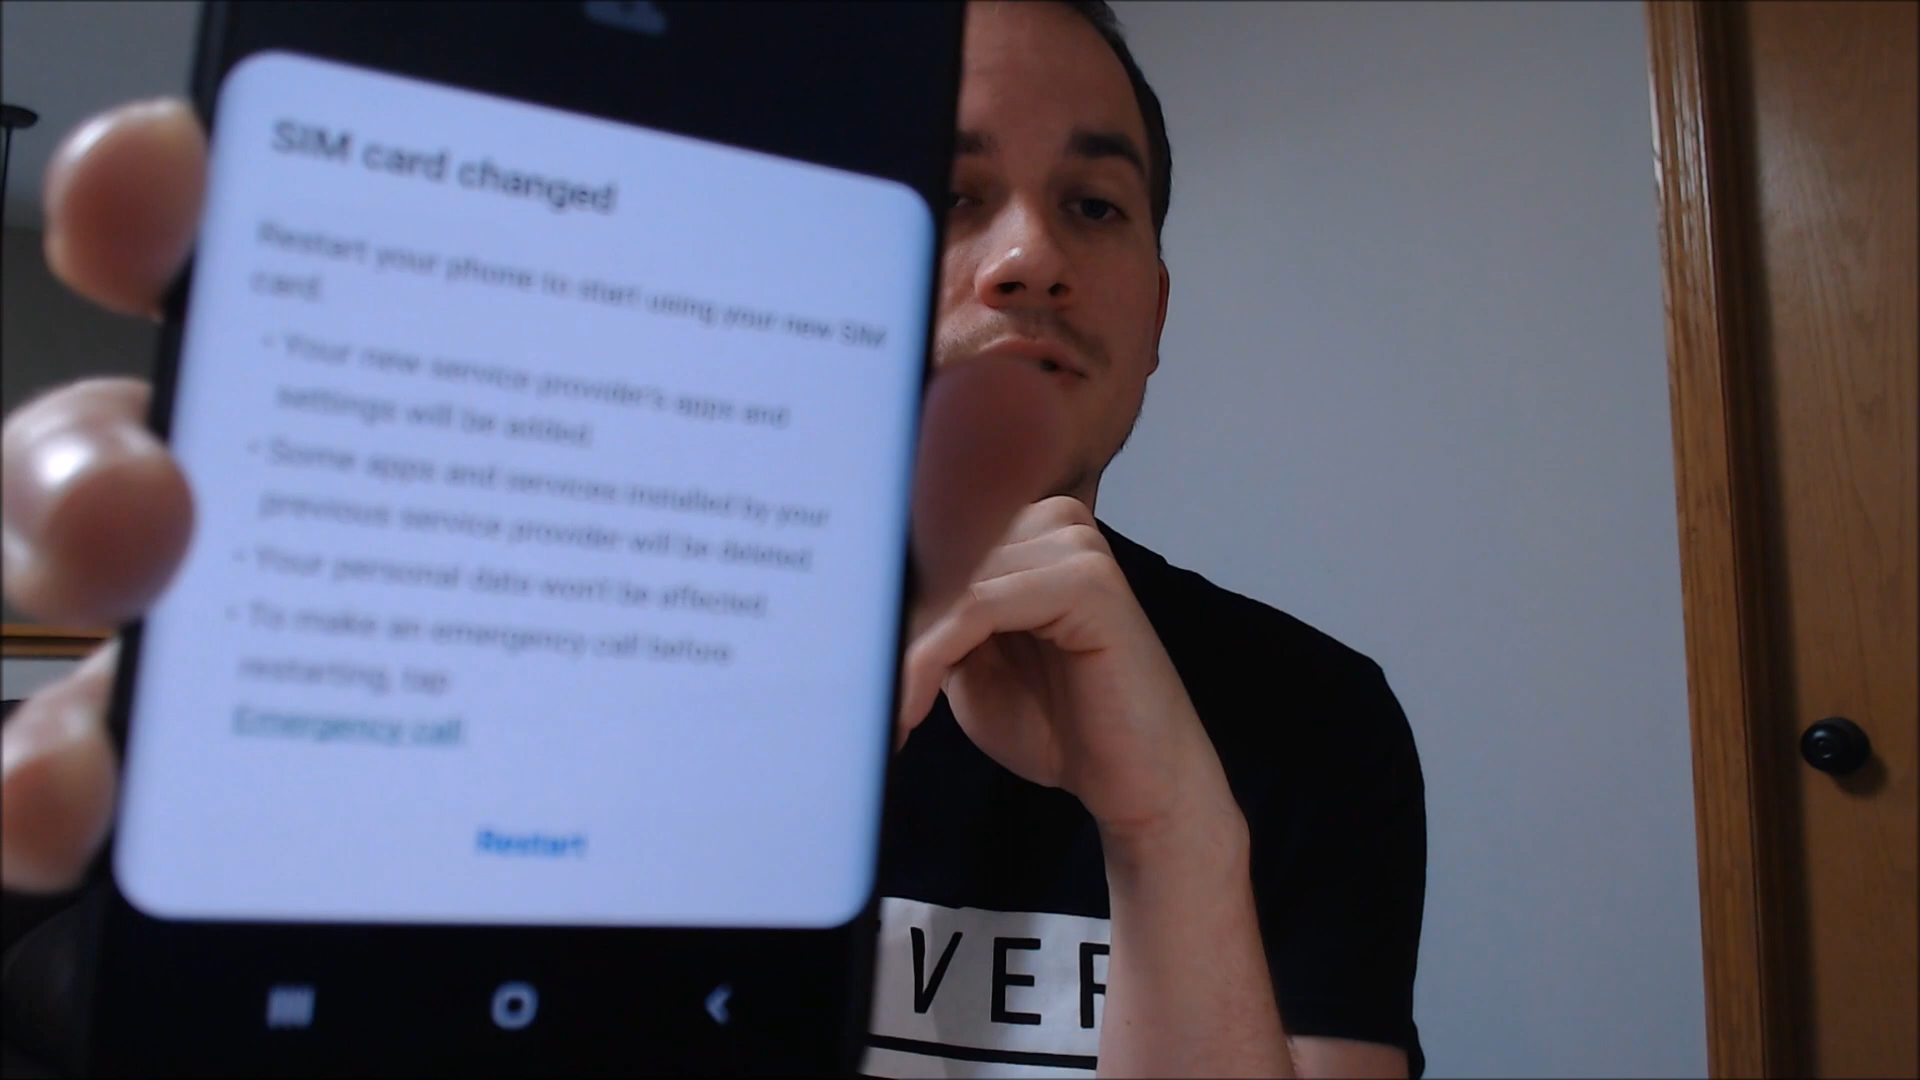 SIM card changed
Restart your phone to start using your new SIM
card.
• Your new service provider's apps and
settings will be added.
• Some apps and services installed by your
previous service provider will be deleted.
• Your personal data won't be affected.
• To make an emergency call before
restarting, tap
Emergency call.
Restart
VER